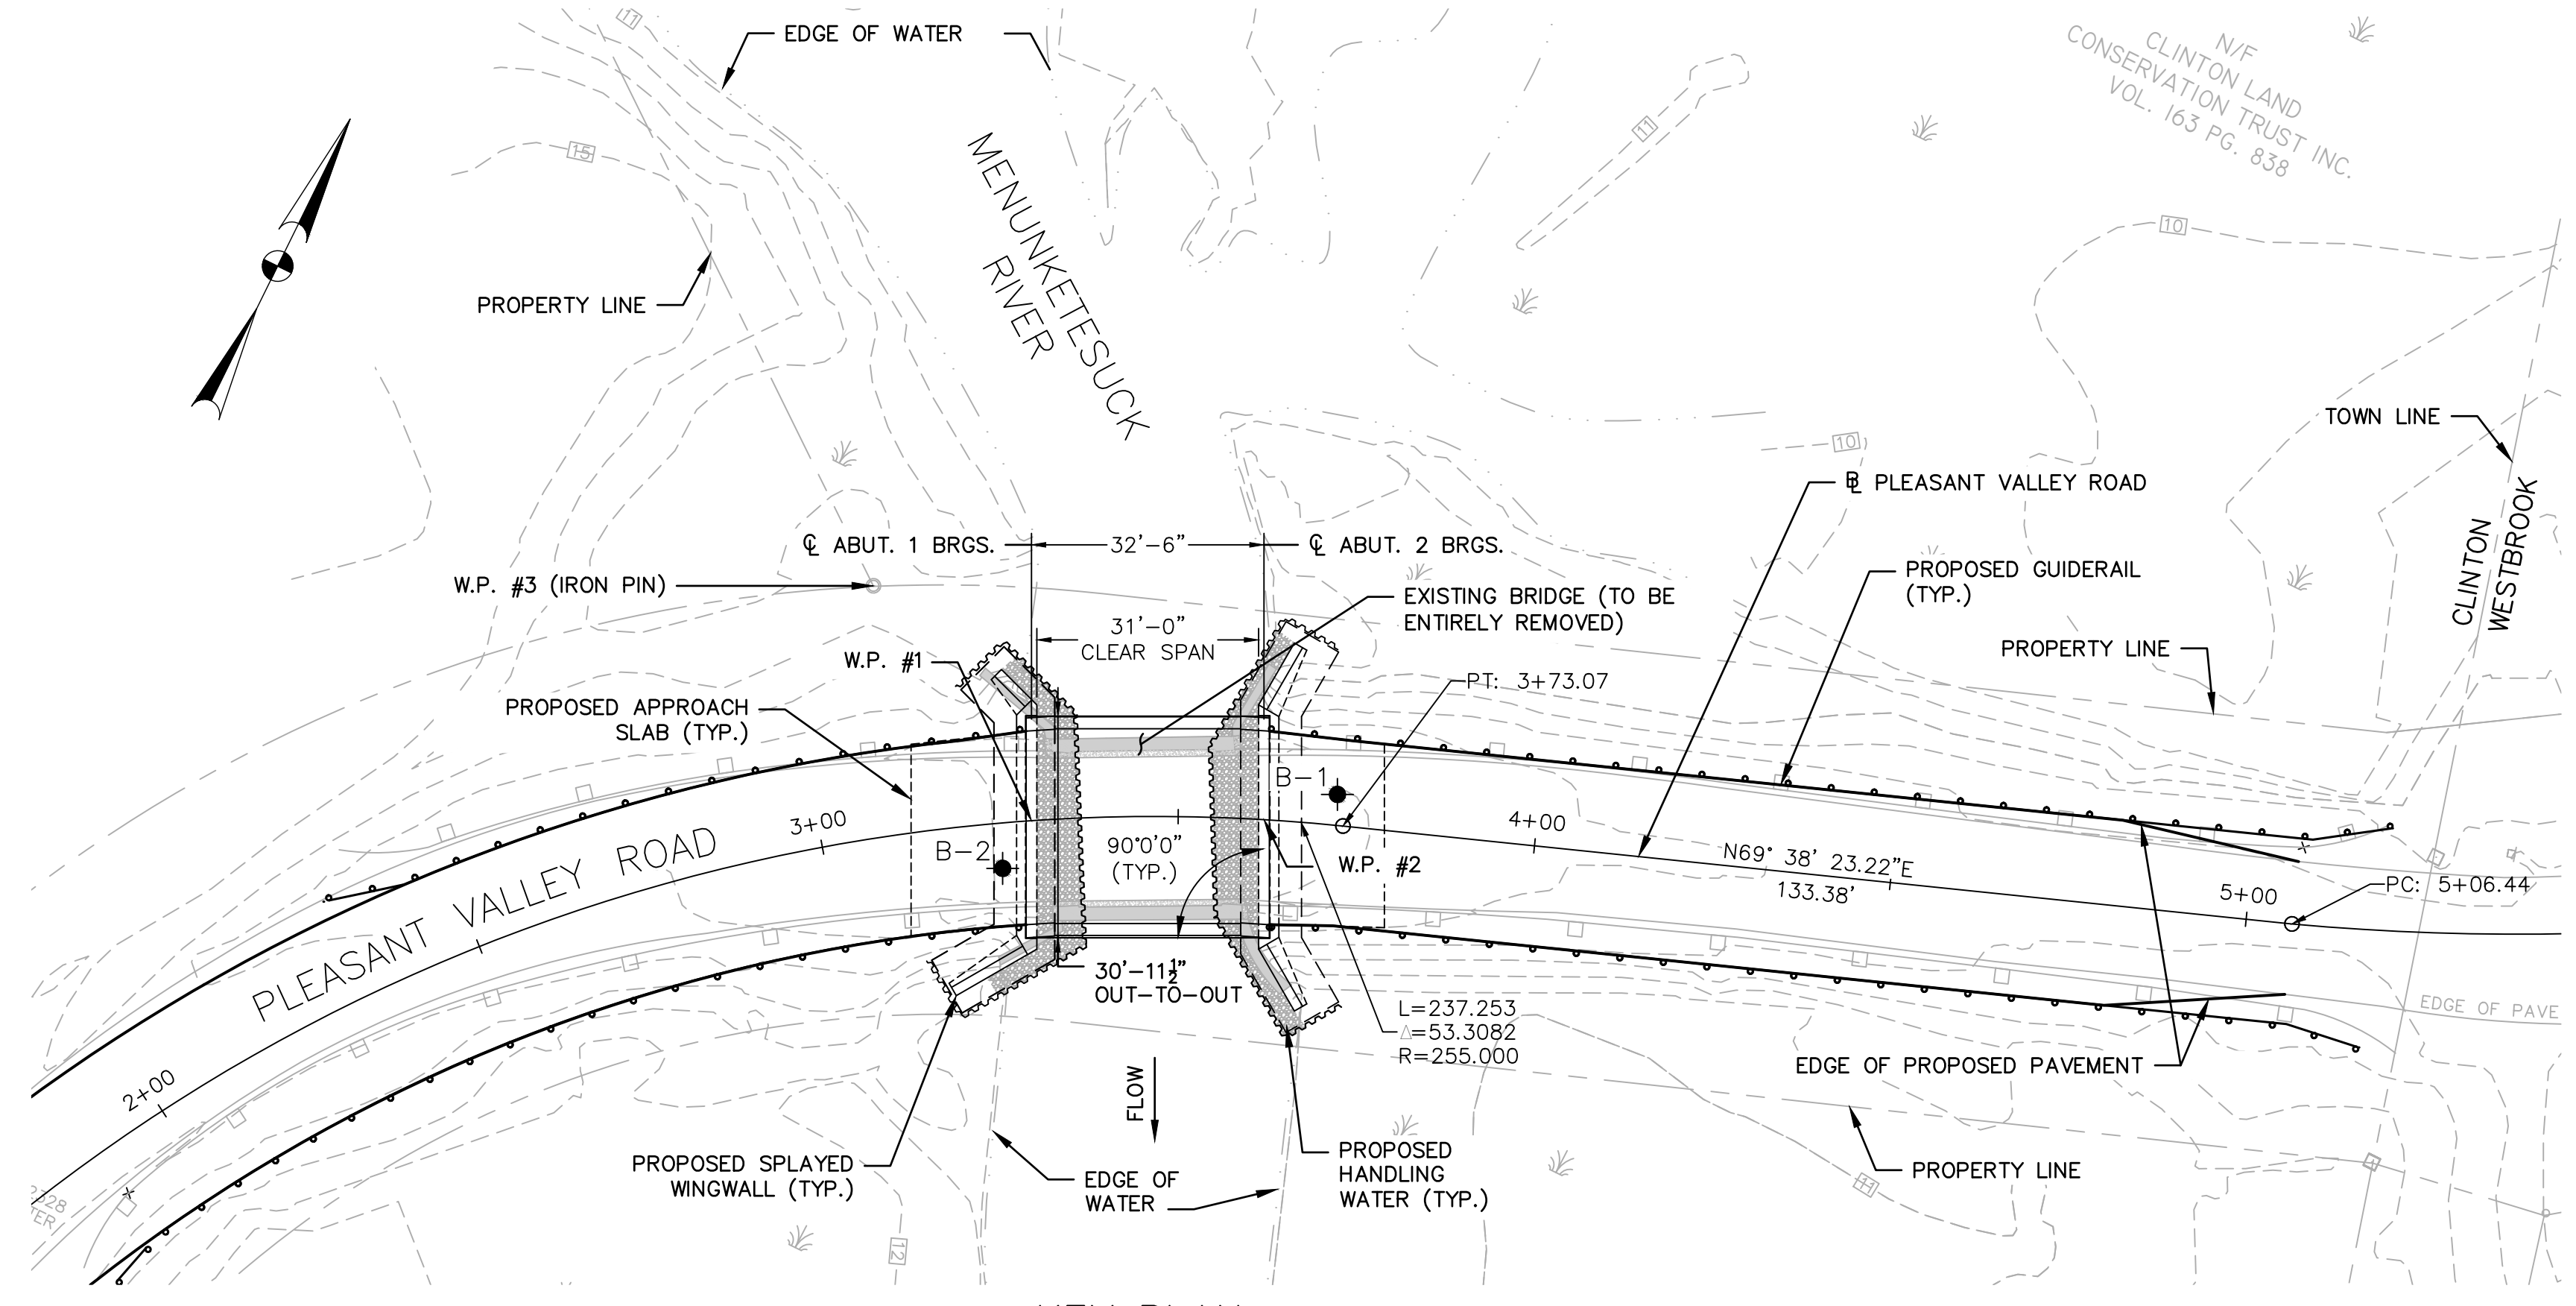 11
EDGE OF WATER
N/F
CLINTON LAND
CONSERVATION TRUST INC.
VOL. 163 PG. 838
15
11
MENUNKETESUCK
RIVER
10
PROPERTY LINE
TOWN LINE
10
℄ PLEASANT VALLEY ROAD
CLINTON
WESTBROOK
℄ ABUT. 1 BRGS.
32'-6"
℄ ABUT. 2 BRGS.
W.P. #3 (IRON PIN)
PROPOSED GUIDERAIL
(TYP.)
EXISTING BRIDGE (TO BE
ENTIRELY REMOVED)
31'-0"
CLEAR SPAN
W.P. #1
PROPERTY LINE
PT: 3+73.07
PROPOSED APPROACH
SLAB (TYP.)
B-1
3+00
4+00
PLEASANT VALLEY ROAD
B-2
90°0'0"
(TYP.)
W.P. #2
N69° 38' 23.22"E
133.38'
5+00
PC: 5+06.44
30'-11½"
OUT-TO-OUT
L=237.253
Δ=53.3082
R=255.000
EDGE OF PAVE
EDGE OF PROPOSED PAVEMENT
2+00
FLOW
PROPOSED SPLAYED
WINGWALL (TYP.)
EDGE OF
WATER
PROPOSED
HANDLING
WATER (TYP.)
PROPERTY LINE
11
12